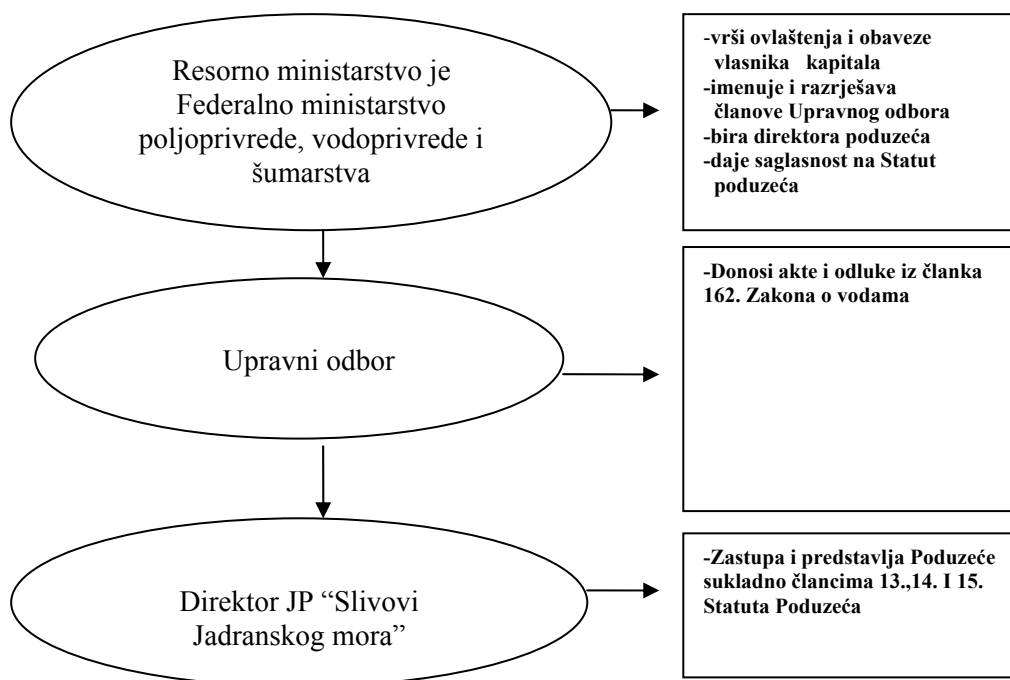 Resorno ministarstvo je
Federalno ministarstvo
poljoprivrede, vodoprivrede i
šumarstva
-vrši ovlaštenja i obaveze
vlasnika kapitala
-imenuje i razrješava
članove Upravnog odbora
-bira direktora poduzeća
-daje saglasnost na Statut
poduzeća
Upravni odbor
-Donosi akte i odluke iz članka
162. Zakona o vodama
Direktor JP “Slivovi
Jadranskog mora”
-Zastupa i predstavlja Poduzeće
sukladno člancima 13.,14. I 15.
Statuta Poduzeća